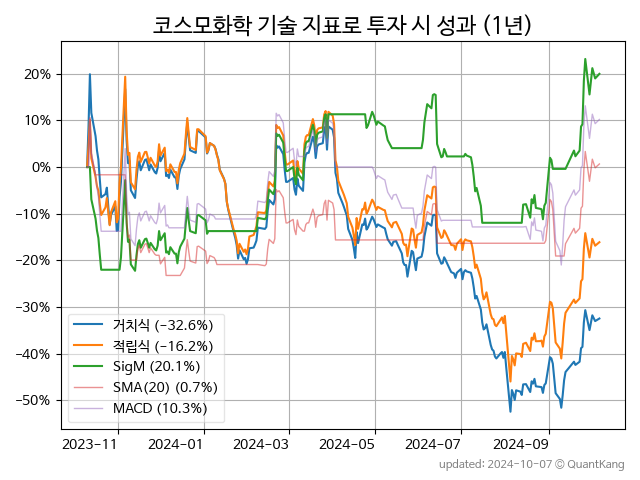 코스모화학 기술 지표로 투자 시 성과 (1년)
20%
10%
0%
−10%
−20%
−30%
−40%
−50%
거치식 (−32.6%)
적립식 (−16.2%)
SigM (20.1%)
SMA(20) (0.7%)
MACD (10.3%)
2023−11 2024−01 2024−03 2024−05 2024−07 2024−09
updated: 2024−10−07 © QuantKang